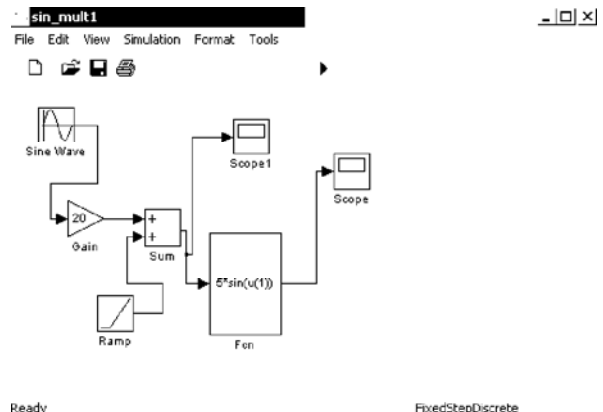 sin_mult1
File Edit View Simulation Format Tools
Sine Wave
Scope1
Scope
20
Gain
+
+
Sum
5*sin(u(1))
Ramp
Fcn
Ready
FixedStepDiscrete